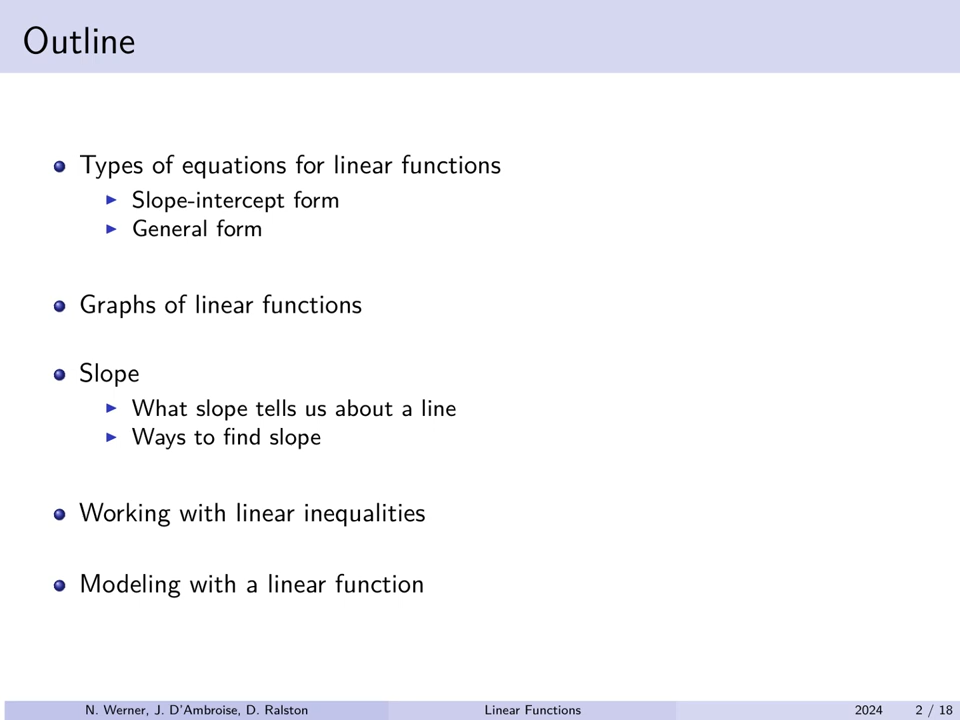 Outline
Types of equations for linear functions
Slope-intercept form
General form
Graphs of linear functions
Slope
What slope tells us about a line
Ways to find slope
Working with linear inequalities
Modeling with a linear function
N. Werner, J. D'Ambroise, D. Ralston Linear Functions 2024 2 / 18